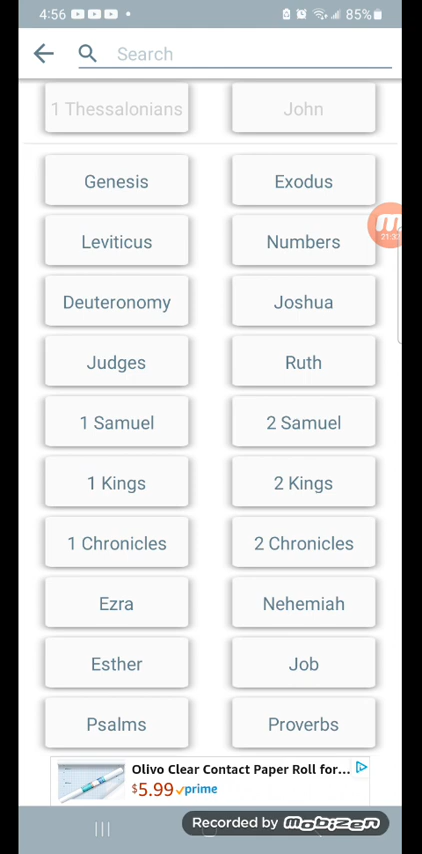 4:56 85%
Search
1 Thessalonians John
Genesis Exodus
Leviticus Numbers
21:33
Deuteronomy Joshua
Judges Ruth
1 Samuel 2 Samuel
1 Kings 2 Kings
1 Chronicles 2 Chronicles
Ezra Nehemiah
Esther Job
Psalms Proverbs
Olivo Clear Contact Paper Roll for...
$5.99 prime
Recorded by mobizen